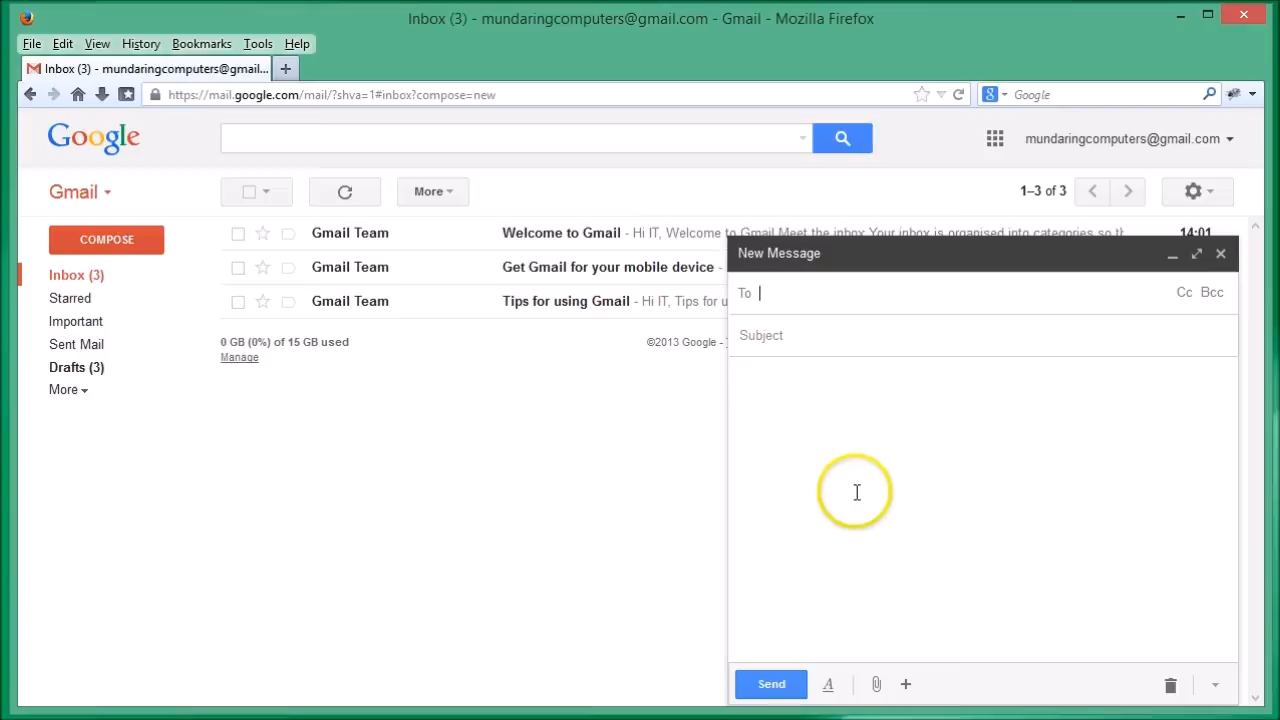 Inbox (3) - mundaringcomputers@gmail.com - Gmail - Mozilla Firefox
File Edit View History Bookmarks Tools Help
Inbox (3) - mundaringcomputers@gmail... +
https://mail.google.com/mail/?shva=1#inbox?compose=new
Google
Google
mundaringcomputers@gmail.com
Gmail
More
1–3 of 3
COMPOSE
Inbox (3)
Starred
Important
Sent Mail
Drafts (3)
More
Gmail Team Welcome to Gmail - Hi IT, Welcome to Gmail Meet the inbox Your inbox is organised into categories so th 14:01
Gmail Team Get Gmail for your mobile device -
Gmail Team Tips for using Gmail - Hi IT, Tips for u
0 GB (0%) of 15 GB used
Manage
©2013 Google -
New Message
To
Cc Bcc
Subject
Send A